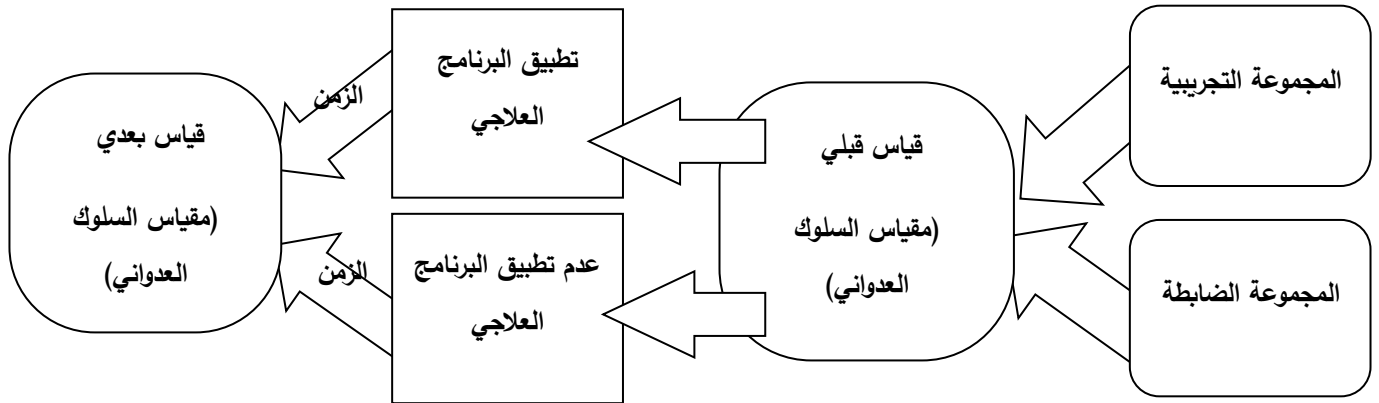 المجموعة التجريبية
المجموعة الضابطة
قياس قبلي
(مقياس السلوك
العدواني)
تطبيق البرنامج
العلاجي
عدم تطبيق البرنامج
العلاجي
الزمن
الزمن
قياس بعدي
(مقياس السلوك
العدواني)